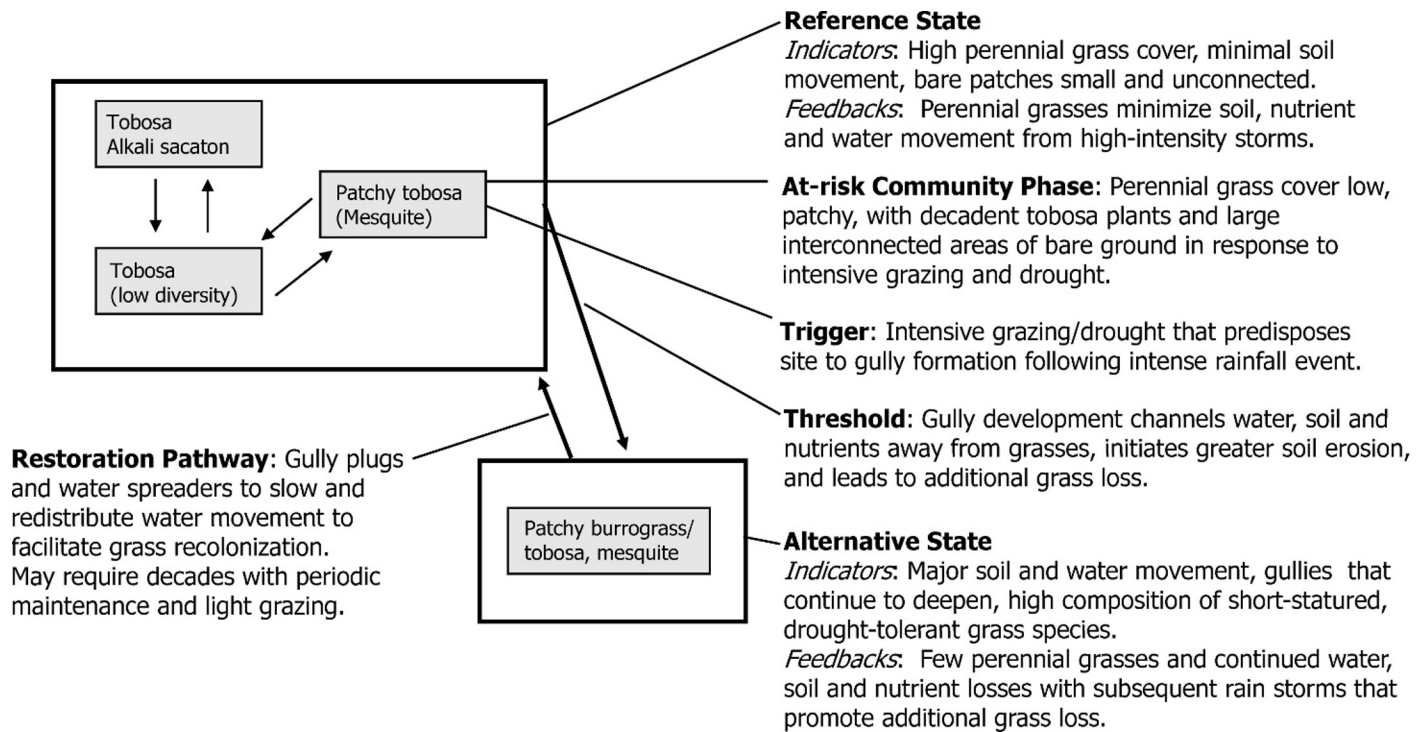 Reference State
Indicators: High perennial grass cover, minimal soil
movement, bare patches small and unconnected.
Feedbacks: Perennial grasses minimize soil, nutrient
and water movement from high-intensity storms.
Tobosa
Alkali sacaton
Patchy tobosa
(Mesquite)
Tobosa
(low diversity)
At-risk Community Phase: Perennial grass cover low,
patchy, with decadent tobosa plants and large
interconnected areas of bare ground in response to
intensive grazing and drought.
Trigger: Intensive grazing/drought that predisposes
site to gully formation following intense rainfall event.
Threshold: Gully development channels water, soil and
nutrients away from grasses, initiates greater soil erosion,
and leads to additional grass loss.
Restoration Pathway: Gully plugs
and water spreaders to slow and
redistribute water movement to
facilitate grass recolonization.
May require decades with periodic
maintenance and light grazing.
Patchy burrograss/
tobosa, mesquite
Alternative State
Indicators: Major soil and water movement, gullies that
continue to deepen, high composition of short-statured,
drought-tolerant grass species.
Feedbacks: Few perennial grasses and continued water,
soil and nutrient losses with subsequent rain storms that
promote additional grass loss.